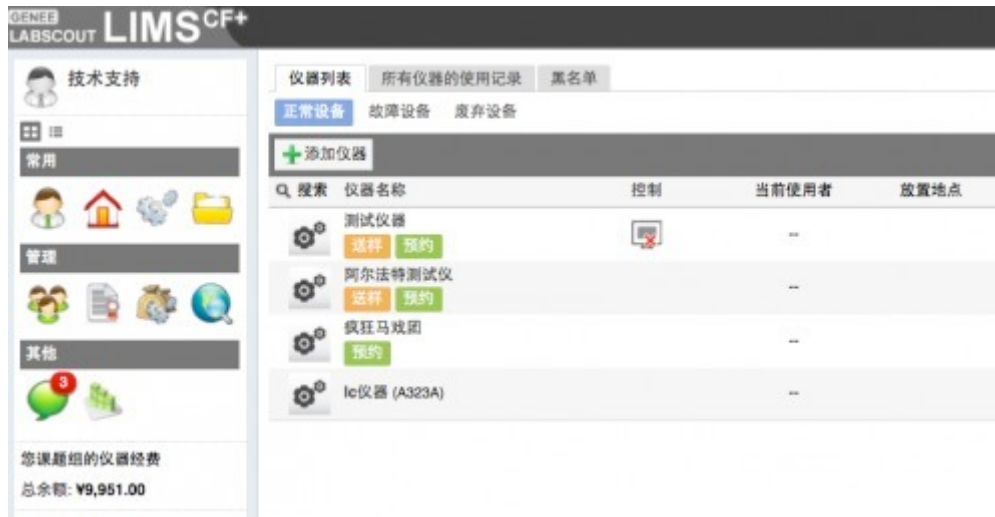 GENEE
LABSCOUT LIMS CF+
技术支持
常用
管理
其他
3
您课题组的仪器经费
总余额: ¥9,951.00
仪器列表 所有仪器的使用记录 黑名单
正常设备 故障设备 废弃设备
添加仪器
搜索 仪器名称 控制 当前使用者 放置地点
测试仪器
送样 预约
--
阿尔法特测试仪
送样 预约
--
疯狂马戏团
预约
--
lc仪器 (A323A)
--